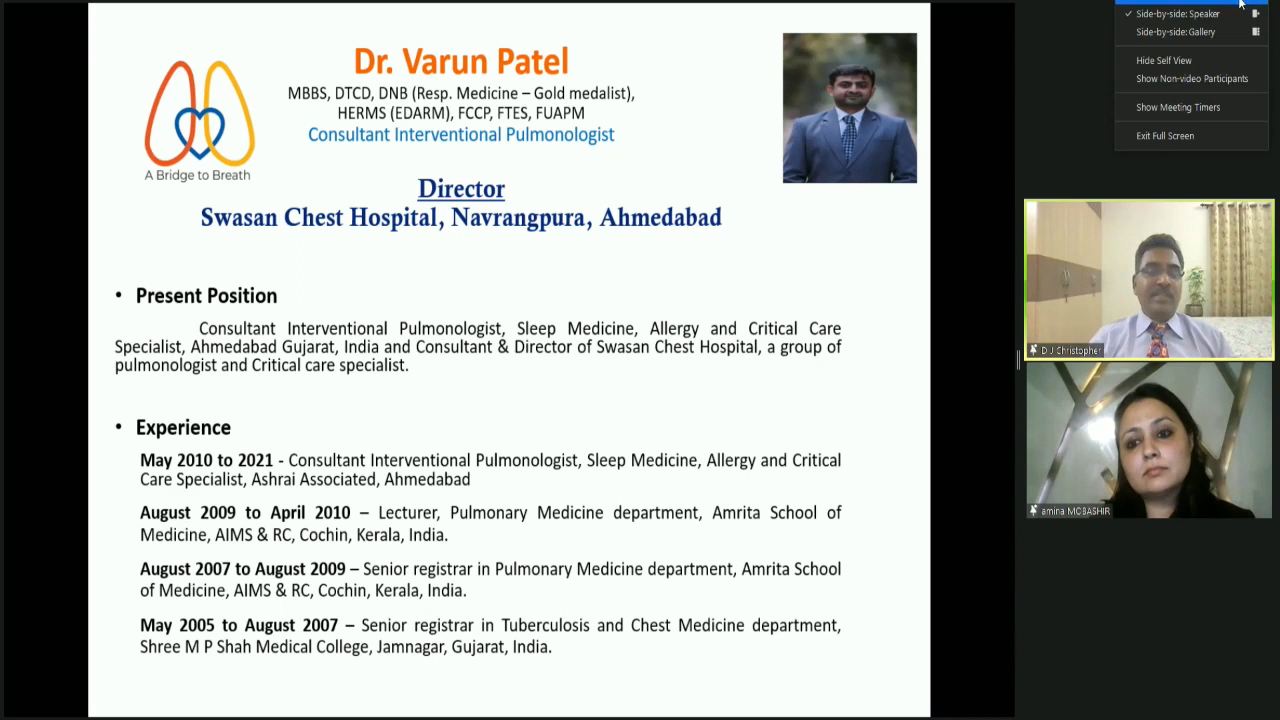 Dr. Varun Patel
MBBS, DTCD, DNB (Resp. Medicine – Gold medalist),
HERMS (EDARM), FCCP, FTES, FUAPM
Consultant Interventional Pulmonologist
A Bridge to Breath
Director
Swasan Chest Hospital, Navrangpura, Ahmedabad
• Present Position
Consultant Interventional Pulmonologist, Sleep Medicine, Allergy and Critical Care
Specialist, Ahmedabad Gujarat, India and Consultant & Director of Swasan Chest Hospital, a group of
pulmonologist and Critical care specialist.
• Experience
May 2010 to 2021 - Consultant Interventional Pulmonologist, Sleep Medicine, Allergy and Critical
Care Specialist, Ashrai Associated, Ahmedabad
August 2009 to April 2010 – Lecturer, Pulmonary Medicine department, Amrita School of
Medicine, AIMS & RC, Cochin, Kerala, India.
August 2007 to August 2009 – Senior registrar in Pulmonary Medicine department, Amrita School
of Medicine, AIMS & RC, Cochin, Kerala, India.
May 2005 to August 2007 – Senior registrar in Tuberculosis and Chest Medicine department,
Shree M P Shah Medical College, Jamnagar, Gujarat, India.
Side-by-side: Speaker
Side-by-side: Gallery
Hide Self View
Show Non-video Participants
Show Meeting Timers
Exit Full Screen
D J Christopher
amina MOBASHIR